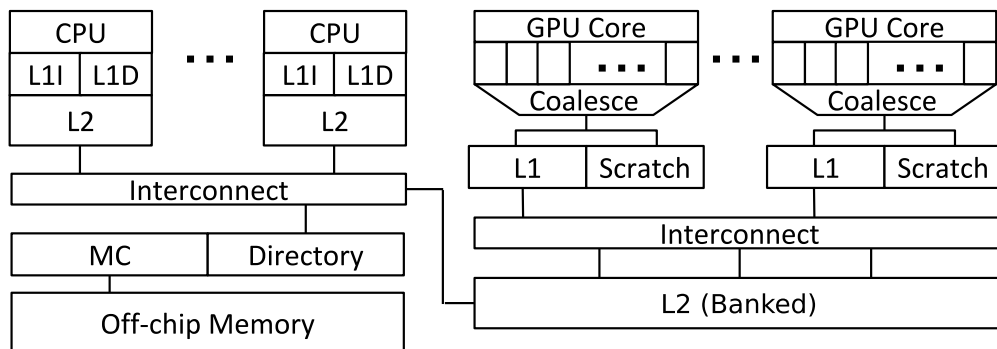 CPU
L1I L1D
L2
CPU
L1I L1D
L2
Interconnect
MC Directory
Off-chip Memory
GPU Core
Coalesce
L1 Scratch
GPU Core
Coalesce
L1 Scratch
Interconnect
L2 (Banked)